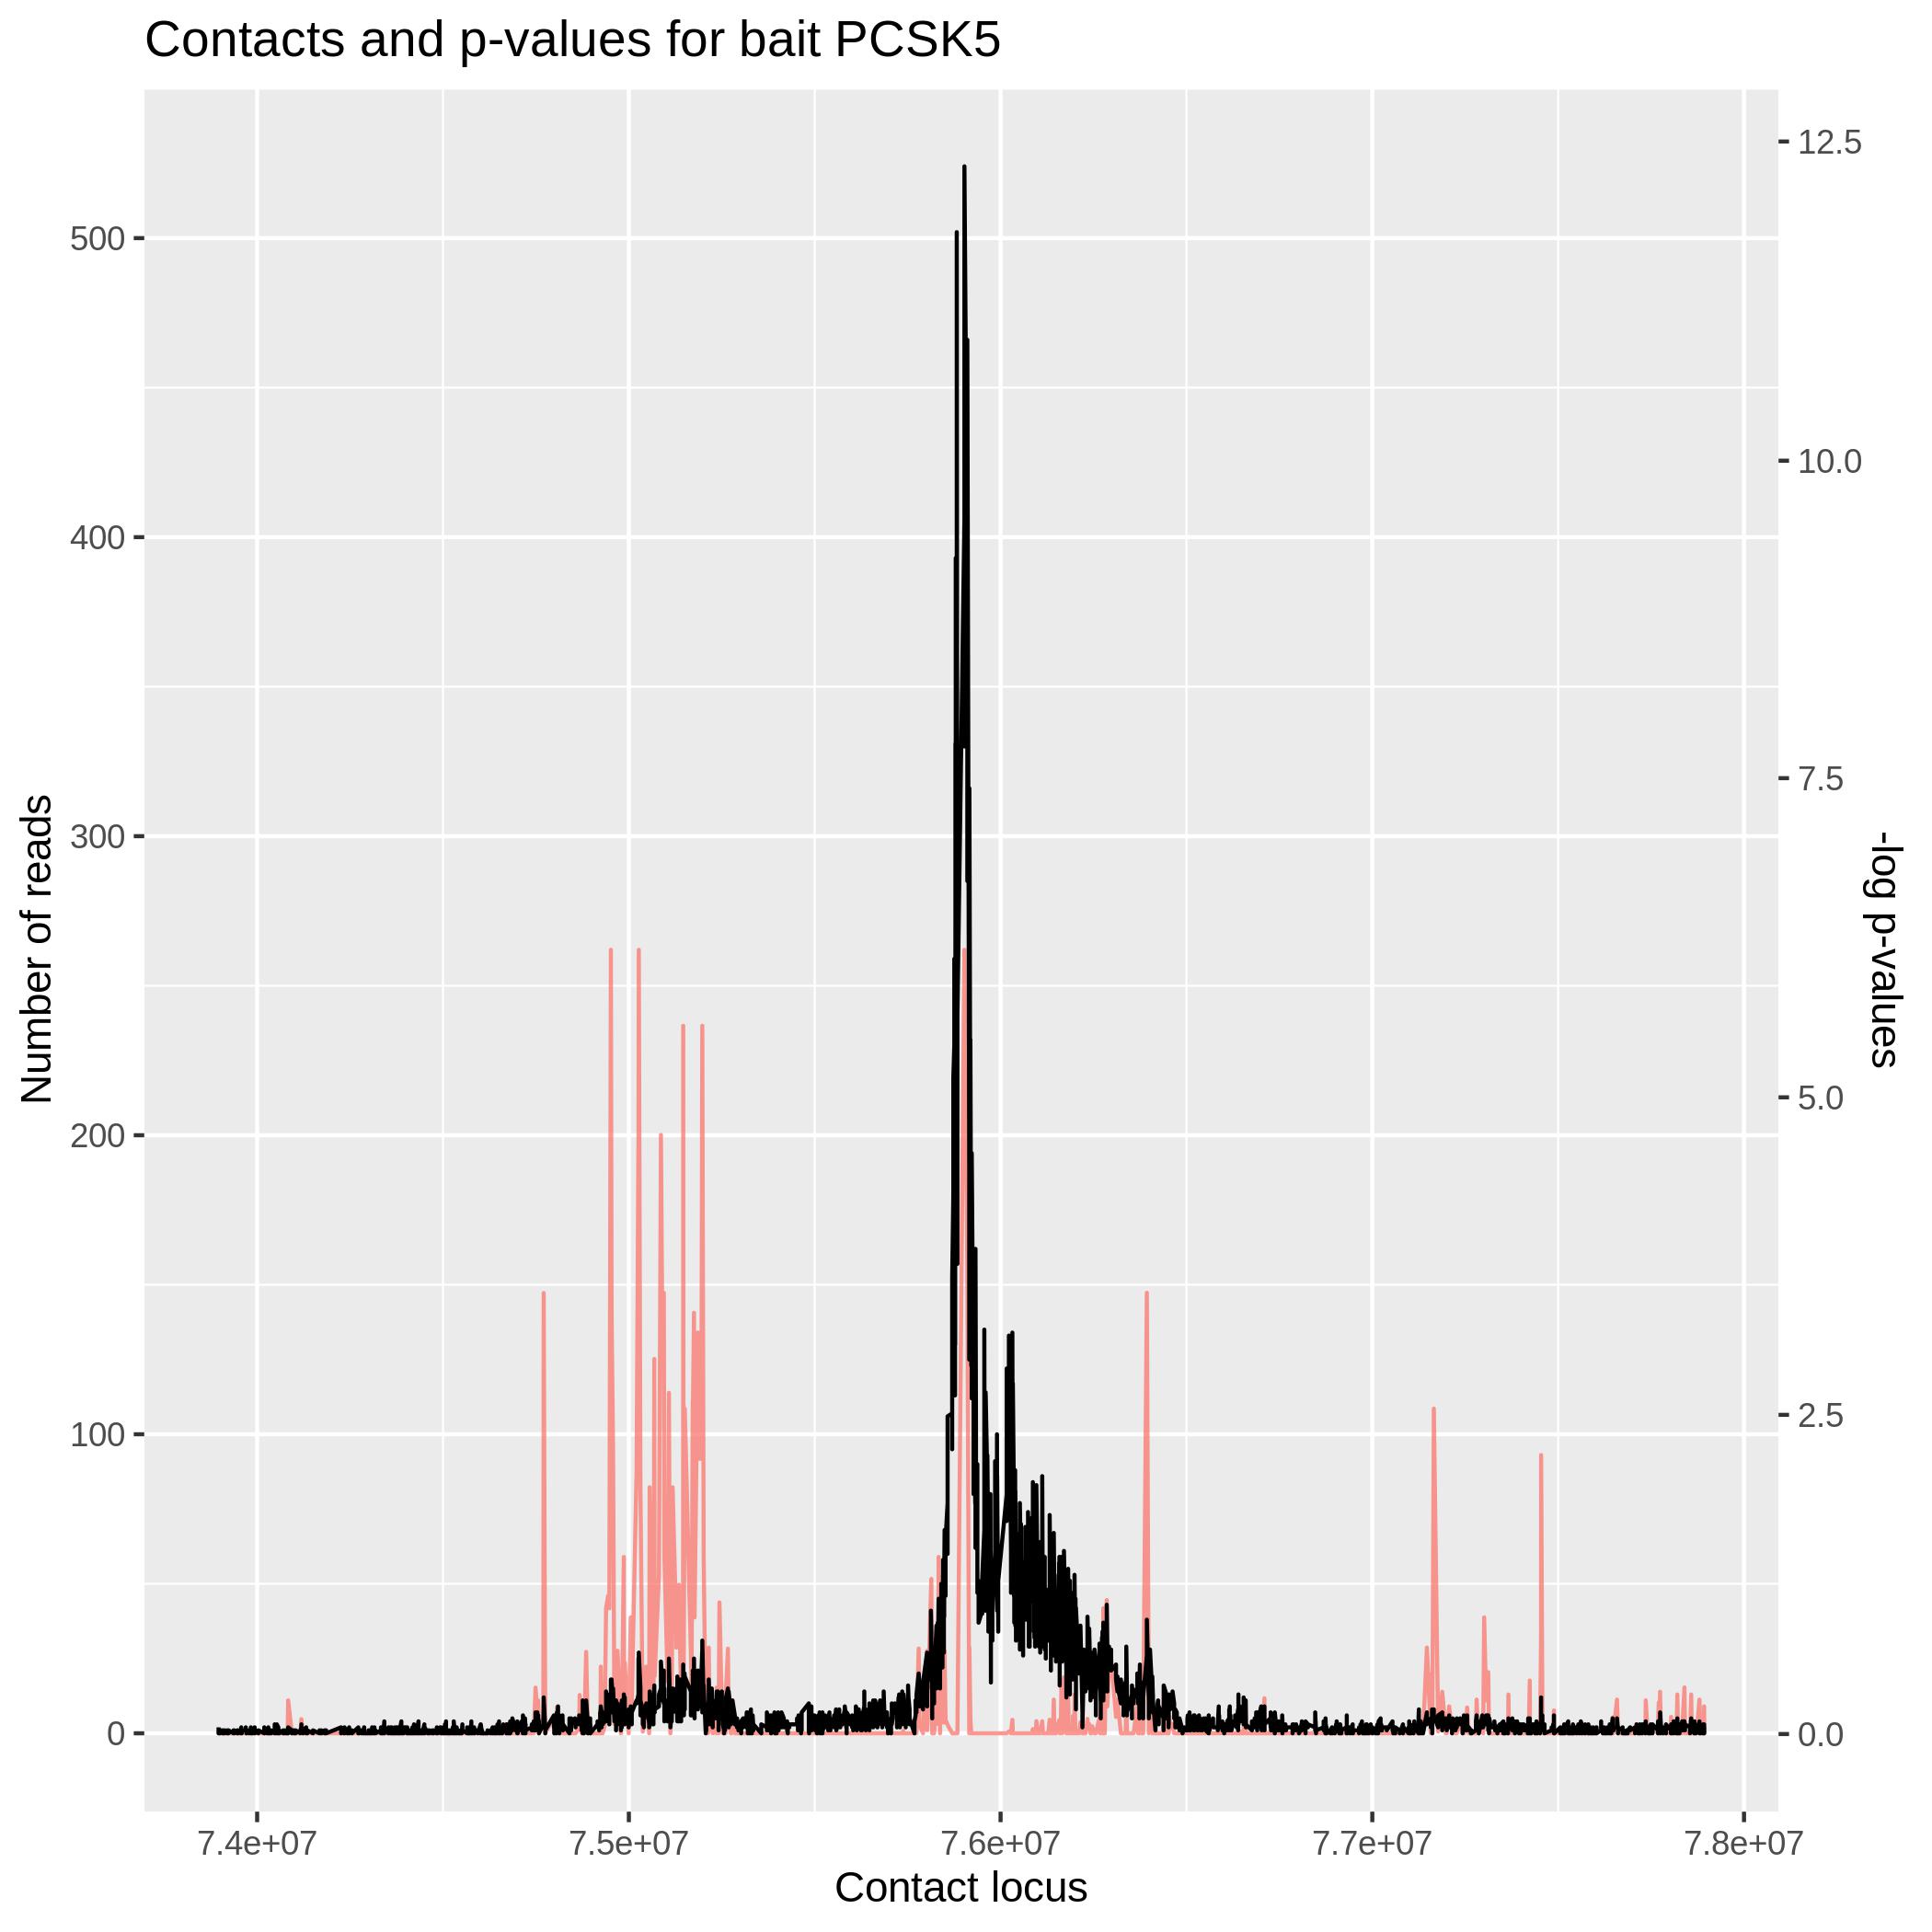 Contacts and p-values for bait PCSK5
Number of reads
500
400
300
200
100
0
12.5
10.0
7.5
5.0
2.5
0.0
-log p-values
7.4e+07 7.5e+07 7.6e+07 7.7e+07 7.8e+07
Contact locus